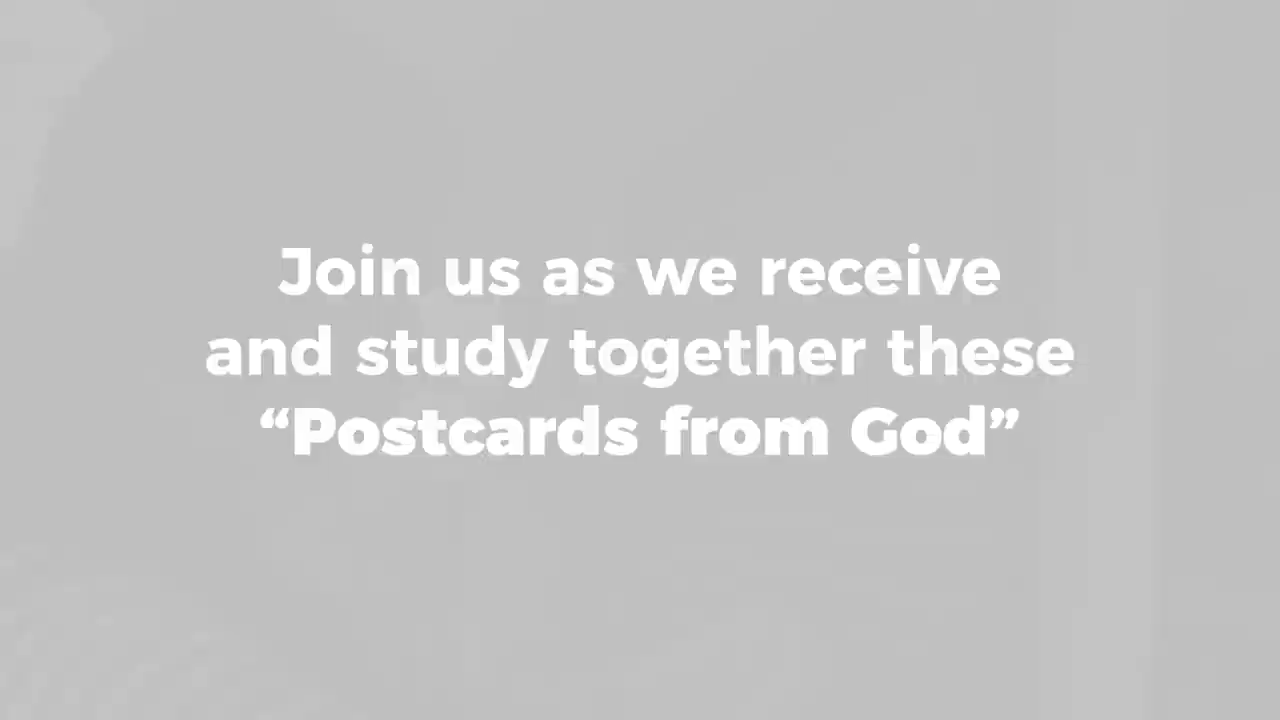 Join us as we receive
and study together these
“Postcards from God”